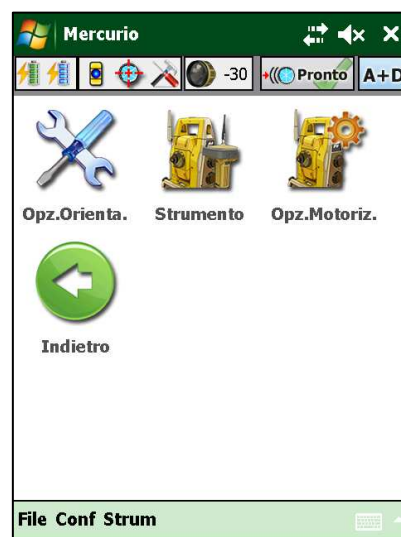 Mercurio
-30 Pronto A+D
Opz.Orienta. Strumento Opz.Motoriz.
Indietro
File Conf Strum